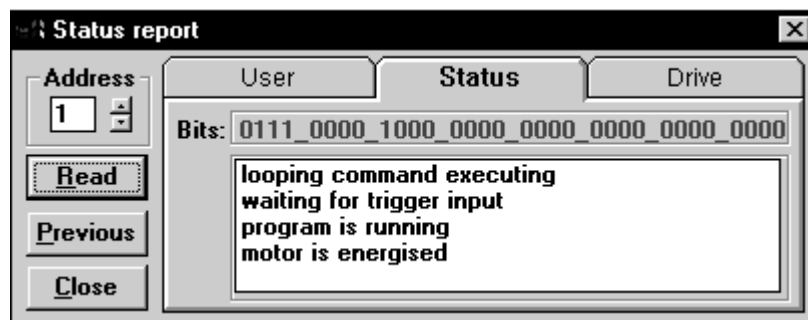 Status report
Address
1
Read
Previous
Close
User Status Drive
Bits: 0111_0000_1000_0000_0000_0000_0000_0000
looping command executing
waiting for trigger input
program is running
motor is energised